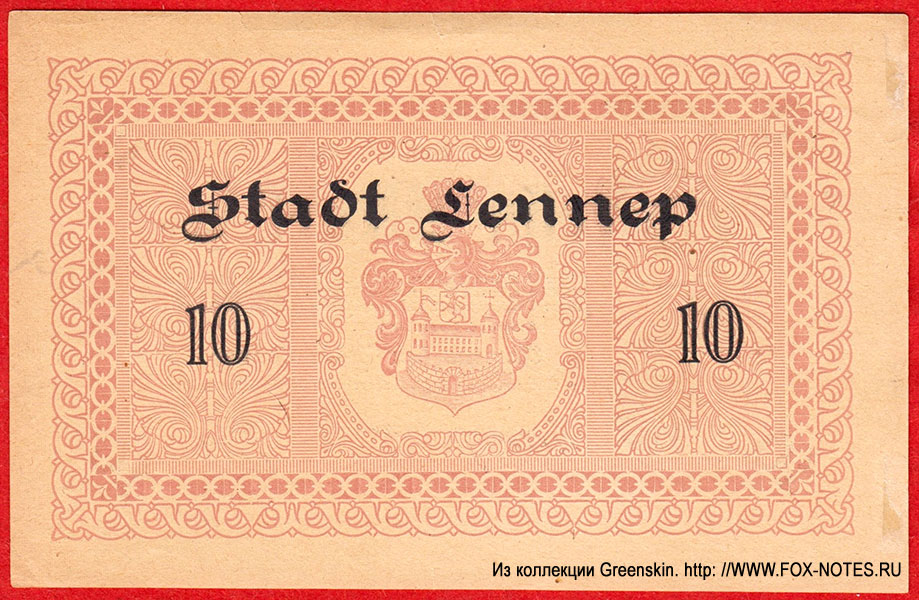 Stadt Lennep
10 10
Из коллекции Greenskin. http: //WWW.FOX-NOTES.RU